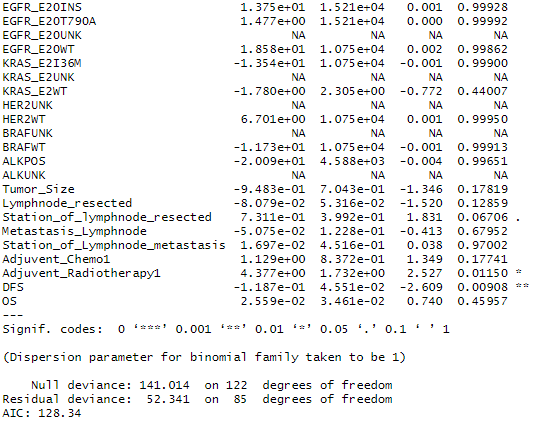 EGFR_E20INS 1.375e+01 1.521e+04 0.001 0.99928
EGFR_E20T790A 1.477e+00 1.521e+04 0.000 0.99992
EGFR_E20UNK NA NA NA NA
EGFR_E20WT 1.858e+01 1.075e+04 0.002 0.99862
KRAS_E2I36M -1.354e+01 1.075e+04 -0.001 0.99900
KRAS_E2UNK NA NA NA NA
KRAS_E2WT -1.780e+00 2.305e+00 -0.772 0.44007
HER2UNK NA NA NA NA
HER2WT 6.701e+00 1.075e+04 0.001 0.99950
BRAFUNK NA NA NA NA
BRAFWT -1.173e+01 1.075e+04 -0.001 0.99913
ALKPOS -2.009e+01 4.588e+03 -0.004 0.99651
ALKUNK NA NA NA NA
Tumor_Size -9.483e-01 7.043e-01 -1.346 0.17819
Lymphnode_resected -8.079e-02 5.316e-02 -1.520 0.12859
Station_of_lymphnode_resected 7.311e-01 3.992e-01 1.831 0.06706 .
Metastasis_Lymphnode -5.075e-02 1.228e-01 -0.413 0.67952
Station_of_Lymphnode_metastasis 1.697e-02 4.516e-01 0.038 0.97002
Adjuvent_Chemo1 1.129e+00 8.372e-01 1.349 0.17741
Adjuvent_Radiotherapy1 4.377e+00 1.732e+00 2.527 0.01150 *
DFS -1.187e-01 4.551e-02 -2.609 0.00908 **
OS 2.559e-02 3.461e-02 0.740 0.45957
---
Signif. codes: 0 ‘***’ 0.001 ‘**’ 0.01 ‘*’ 0.05 ‘.’ 0.1 ‘ ’ 1
(Dispersion parameter for binomial family taken to be 1)
Null deviance: 141.014 on 122 degrees of freedom
Residual deviance: 52.341 on 85 degrees of freedom
AIC: 128.34